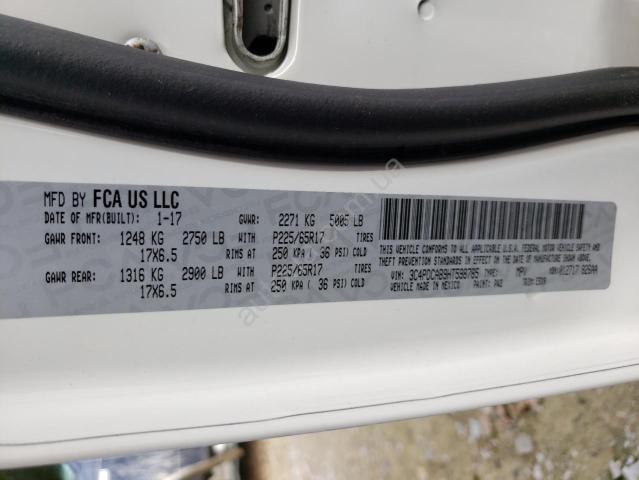 MFD BY FCA US LLC
DATE OF MFR(BUILT): 1-17 GVWR: 2271 KG 5005 LB
GAWR FRONT: 1248 KG 2750 LB WITH P225/65R17 TIRES
17X6.5 RIMS AT 250 KPA ( 36 PSI) COLD
GAWR REAR: 1316 KG 2900 LB WITH P225/65R17 TIRES
17X6.5 RIMS AT 250 KPA ( 36 PSI) COLD
THIS VEHICLE CONFORMS TO ALL APPLICABLE U.S.A. FEDERAL MOTOR VEHICLE SAFETY AND
THEFT PREVENTION STANDARDS IN EFFECT ON THE DATE OF MANUFACTURE SHOWN ABOVE.
VIN: 3C4PDCAB9HT598785 TYPE: MPV
VEHICLE MADE IN MEXICO PAINT: PW2